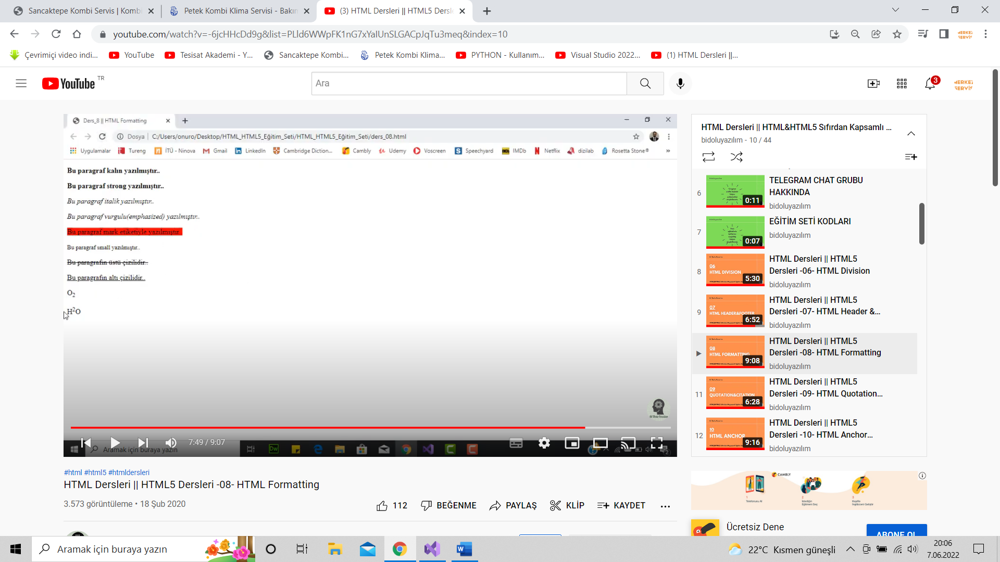 Sancaktepe Kombi Servis | Kombi
Petek Kombi Klima Servisi - Bakın
(3) HTML Dersleri || HTML5 Dersle
youtube.com/watch?v=-6jcHHcDd9g&list=PLld6WWpFK1nG7xYalUnSLGACpJqTu3meq&index=10
Çevrimiçi video indi...
YouTube
Tesisat Akademi - Y...
Sancaktepe Kombi...
Petek Kombi Klima...
PYTHON - Kullanım...
Visual Studio 2022...
(1) HTML Dersleri ||...
YouTube TR
Ara
3
MERKEZ
SERVİS
Ders_8 || HTML Formatting
Dosya | C:/Users/onuro/Desktop/HTML_HTML5_Eğitim_Seti/HTML_HTML5_Eğitim_Seti/ders_08.html
Uygulamalar Tureng İTÜ - Ninova Gmail LinkedIn Cambridge Diction... Cambly Udemy Voscreen Speechyard IMDb Netflix dizilab Rosetta Stone® »
Bu paragraf kalın yazılmıştır..
Bu paragraf strong yazılmıştır..
Bu paragraf italik yazılmıştır..
Bu paragraf vurgulu(emphasized) yazılmıştır..
Bu paragraf mark etiketiyle yazılmıştır..
Bu paragraf small yazılmıştır..
Bu paragrafın üstü çizilidir..
Bu paragrafın altı çizilidir..
O₂
H²O
7:49 / 9:07
Aramak için buraya yazın
#html #html5 #htmldersleri
HTML Dersleri || HTML5 Dersleri -08- HTML Formatting
3.573 görüntüleme • 18 Şub 2020
112 BEĞENME PAYLAŞ KLİP KAYDET ...
HTML Dersleri || HTML&HTML5 Sıfırdan Kapsamlı ...
bidoluyazılım - 10 / 44
6
0:11
TELEGRAM CHAT GRUBU
HAKKINDA
bidoluyazılım
7
0:07
EĞİTİM SETİ KODLARI
bidoluyazılım
8
06
HTML DIVISION
5:30
HTML Dersleri || HTML5
Dersleri -06- HTML Division
bidoluyazılım
9
07
HTML HEADER&FOOTER
6:52
HTML Dersleri || HTML5
Dersleri -07- HTML Header &...
bidoluyazılım
08
HTML FORMATTING
9:08
HTML Dersleri || HTML5
Dersleri -08- HTML Formatting
bidoluyazılım
11
09
QUOTATION&CITATION
6:28
HTML Dersleri || HTML5
Dersleri -09- HTML Quotation...
bidoluyazılım
12
10
HTML ANCHOR
9:16
HTML Dersleri || HTML5
Dersleri -10- HTML Anchor...
bidoluyazılım
CAMBLY
1
2
3
Ücretsiz Dene
ABONE OL
Aramak için buraya yazın
22°C Kısmen güneşli
20:06
7.06.2022